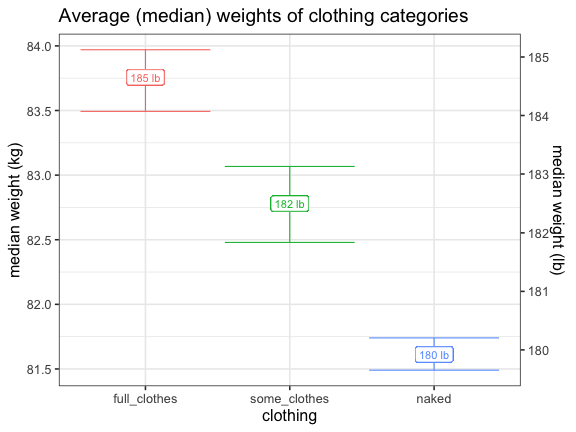 Average (median) weights of clothing categories
median weight (kg)
84.0
83.5
83.0
82.5
82.0
81.5
185 lb
182 lb
180 lb
185
184
183
182
181
180
median weight (lb)
full_clothes
some_clothes
naked
clothing